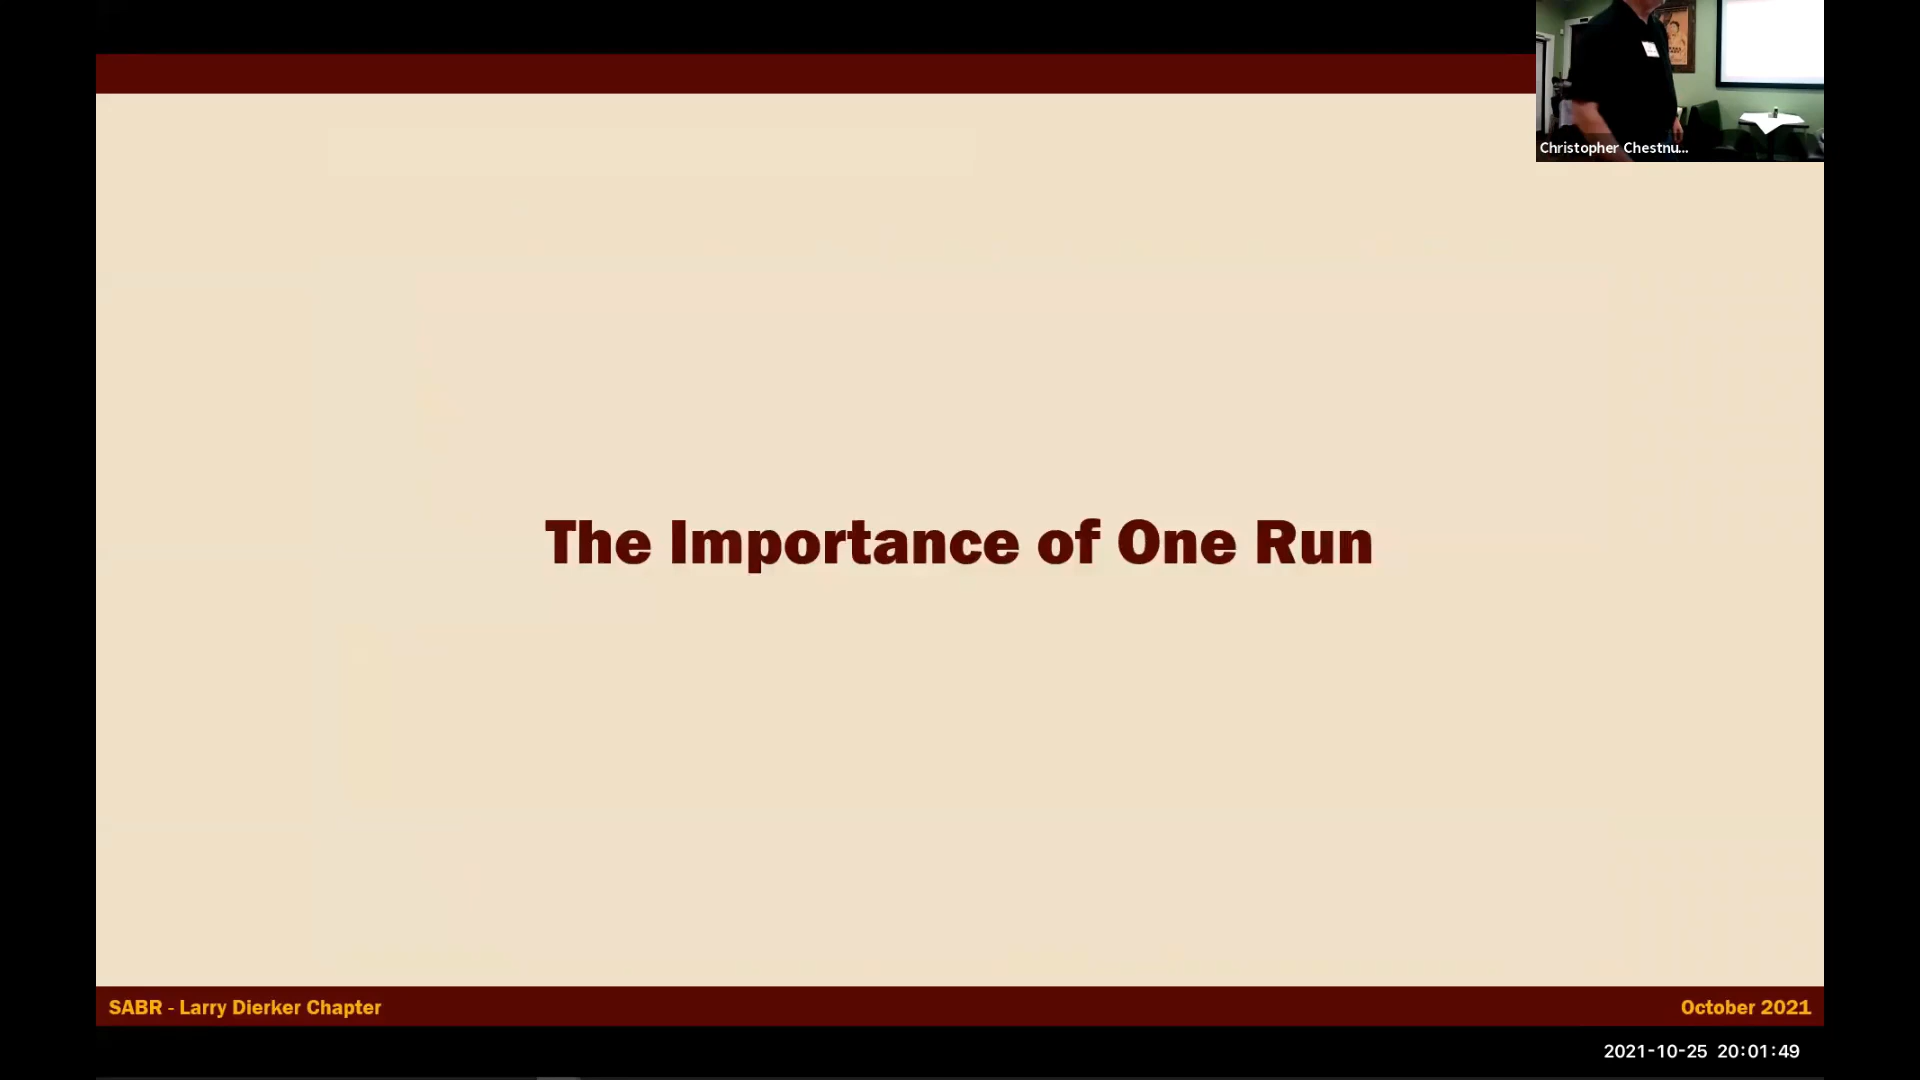 Christopher Chestnu...
The Importance of One Run
SABR - Larry Dierker Chapter
October 2021
2021-10-25 20:01:49